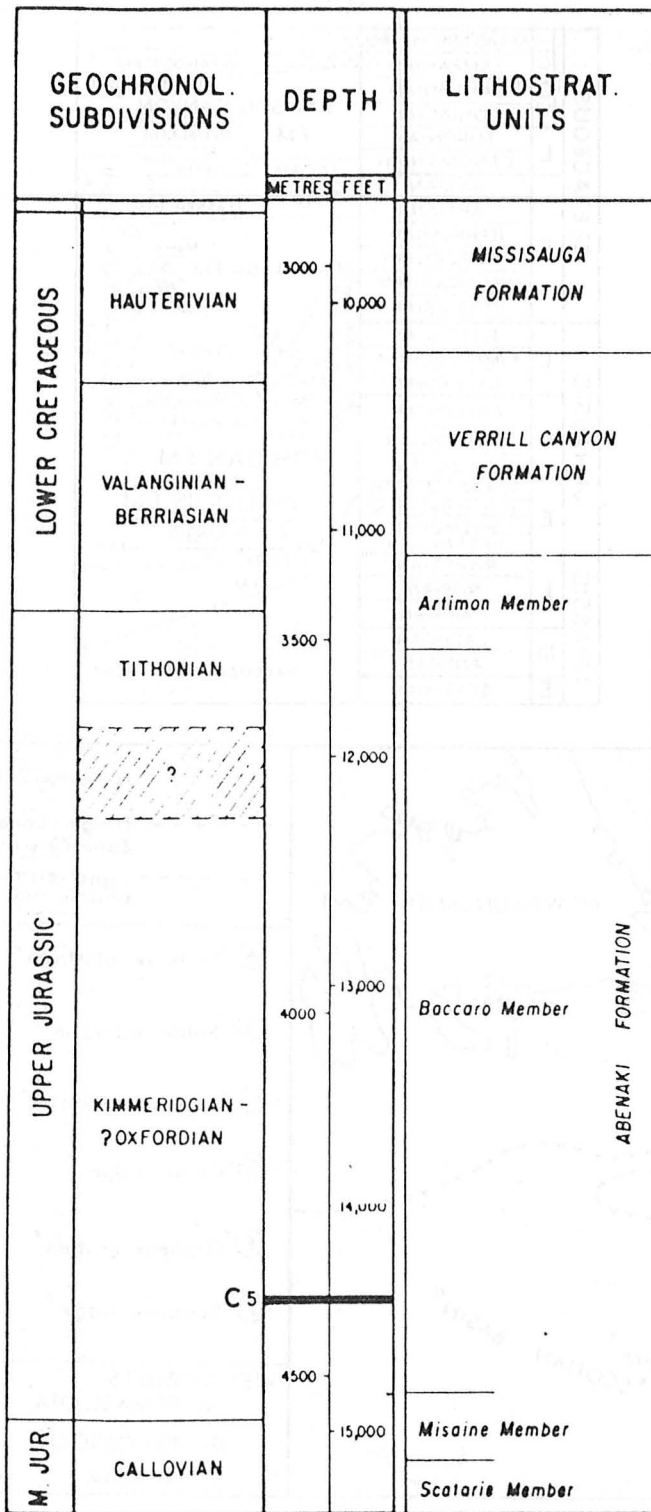 GEOCHRONOL.
SUBDIVISIONS
DEPTH
LITHOSTRAT.
UNITS
METRES FEET
LOWER CRETACEOUS
HAUTERIVIAN
VALANGINIAN -
BERRIASIAN
UPPER JURASSIC
TITHONIAN
?
KIMMERIDGIAN -
?OXFORDIAN
M. JUR
CALLOVIAN
3000
3500
4000
C 5
4500
10,000
11,000
12,000
13,000
14,000
15,000
MISSISAUGA
FORMATION
VERRILL CANYON
FORMATION
Artimon Member
Baccaro Member
Misaine Member
Scatarie Member
ABENAKI FORMATION